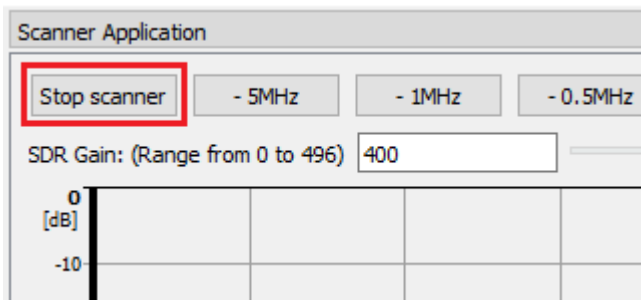 Scanner Application
Stop scanner - 5MHz - 1MHz - 0.5MHz
SDR Gain: (Range from 0 to 496) 400
0
[dB]
-10